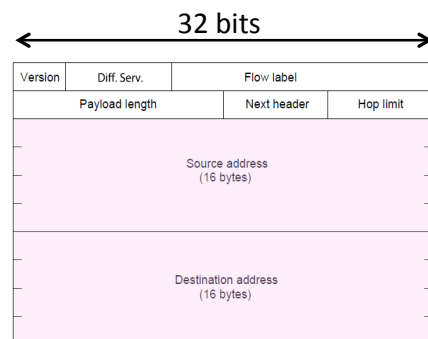 32 bits
Version Diff. Serv. Flow label
Payload length Next header Hop limit
Source address
(16 bytes)
Destination address
(16 bytes)